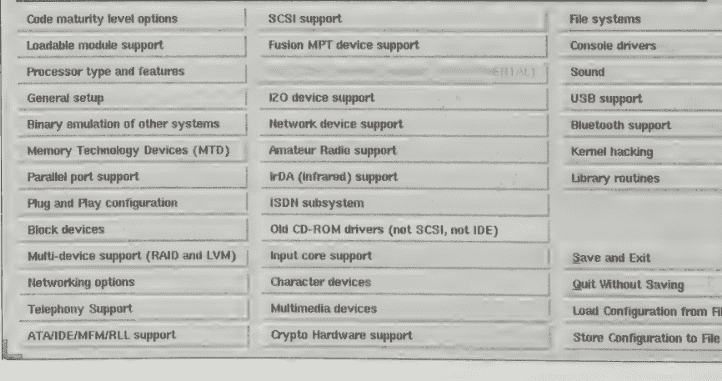 Code maturity level options
Loadable module support
Processor type and features
General setup
Binary emulation of other systems
Memory Technology Devices (MTD)
Parallel port support
Plug and Play configuration
Block devices
Multi-device support (RAID and LVM)
Networking options
Telephony Support
ATA/IDE/MFM/RLL support
SCSI support
Fusion MPT device support
I2O device support
Network device support
Amateur Radio support
IrDA (infrared) support
ISDN subsystem
Old CD-ROM drivers (not SCSI, not IDE)
Input core support
Character devices
Multimedia devices
Crypto Hardware support
File systems
Console drivers
Sound
USB support
Bluetooth support
Kernel hacking
Library routines
Save and Exit
Quit Without Saving
Load Configuration from
Store Configuration to File